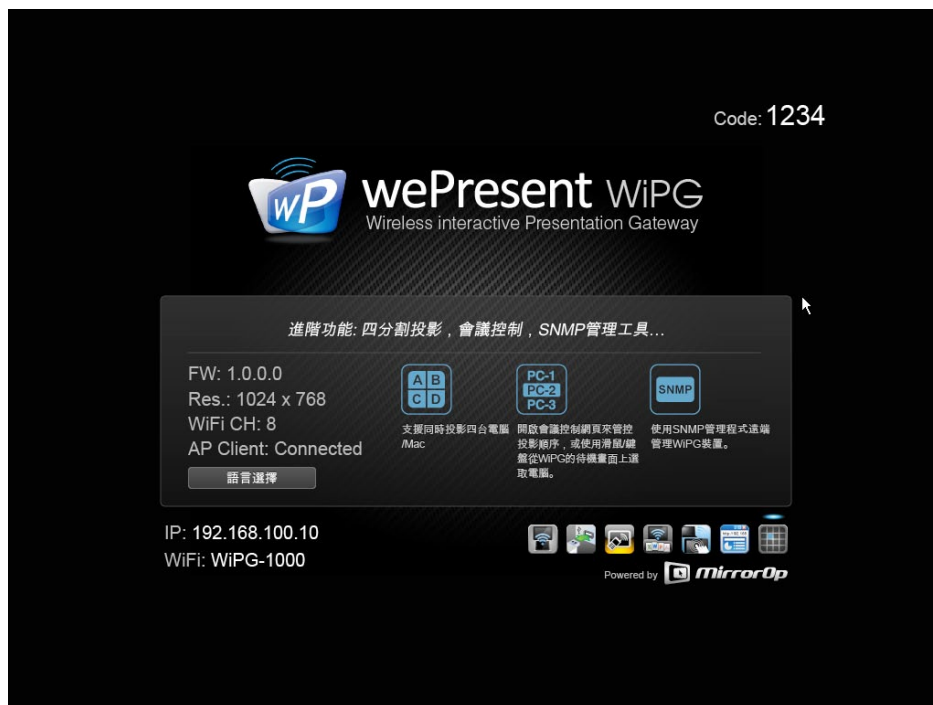 Code: 1234
wP
wePresent WiPG
Wireless interactive Presentation Gateway
進階功能: 四分割投影 , 會議控制 , SNMP管理工具...
FW: 1.0.0.0
Res.: 1024 x 768
WiFi CH: 8
AP Client: Connected
語言選擇
A B
C D
支援同時投影四台電腦
/Mac
PC-1
PC-2
PC-3
開啟會議控制網頁來管控
投影順序，或使用滑鼠/鍵
盤從WiPG的待機畫面上選
取電腦。
SNMP
使用SNMP管理程式遠端
管理WiPG裝置。
IP: 192.168.100.10
WiFi: WiPG-1000
Powered by MirrorOp